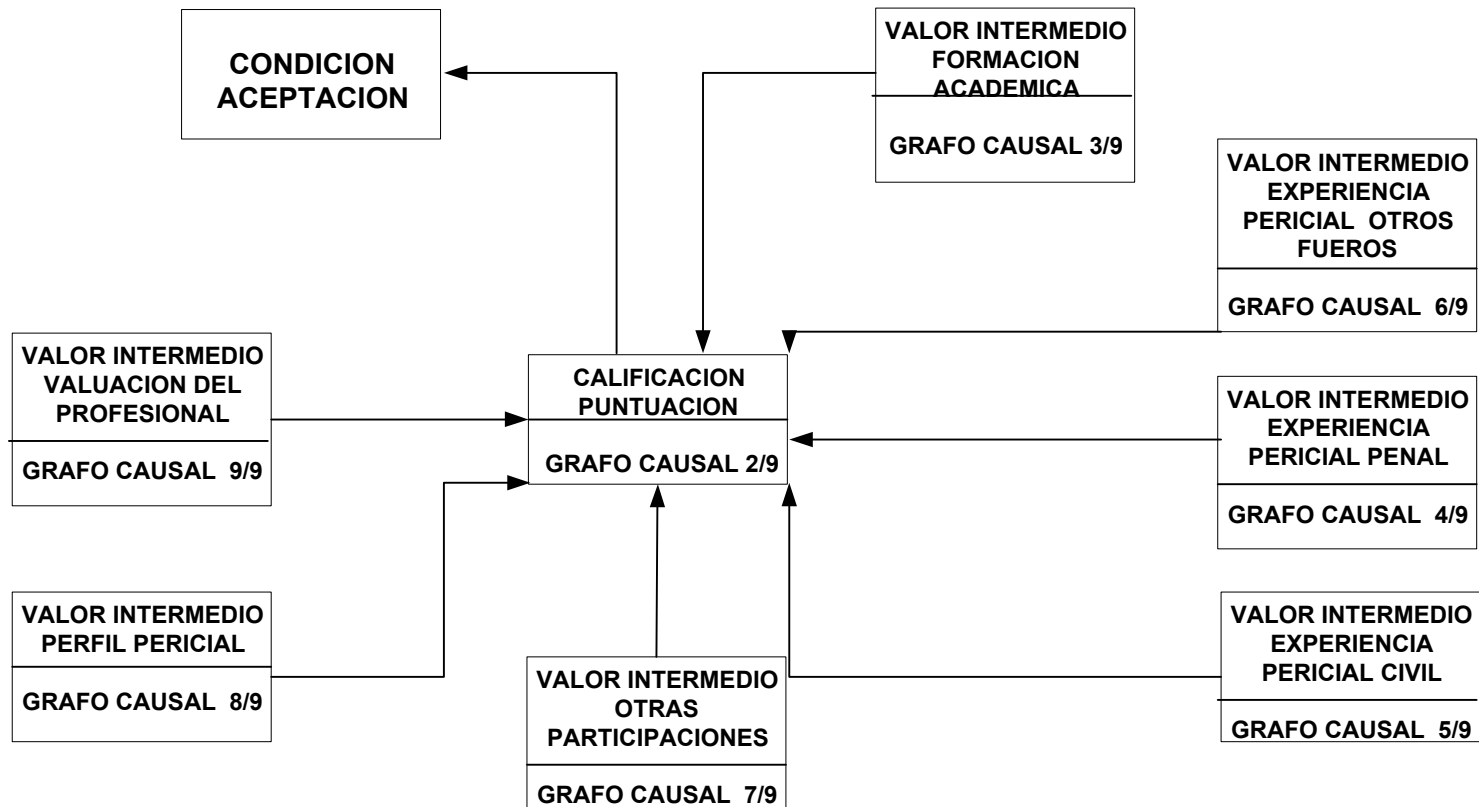 CONDICION
ACEPTACION
VALOR INTERMEDIO
FORMACION
ACADEMICA
GRAFO CAUSAL 3/9
VALOR INTERMEDIO
EXPERIENCIA
PERICIAL OTROS
FUEROS
GRAFO CAUSAL 6/9
VALOR INTERMEDIO
VALUACION DEL
PROFESIONAL
GRAFO CAUSAL 9/9
CALIFICACION
PUNTUACION
GRAFO CAUSAL 2/9
VALOR INTERMEDIO
EXPERIENCIA
PERICIAL PENAL
GRAFO CAUSAL 4/9
VALOR INTERMEDIO
PERFIL PERICIAL
GRAFO CAUSAL 8/9
VALOR INTERMEDIO
OTRAS
PARTICIPACIONES
GRAFO CAUSAL 7/9
VALOR INTERMEDIO
EXPERIENCIA
PERICIAL CIVIL
GRAFO CAUSAL 5/9